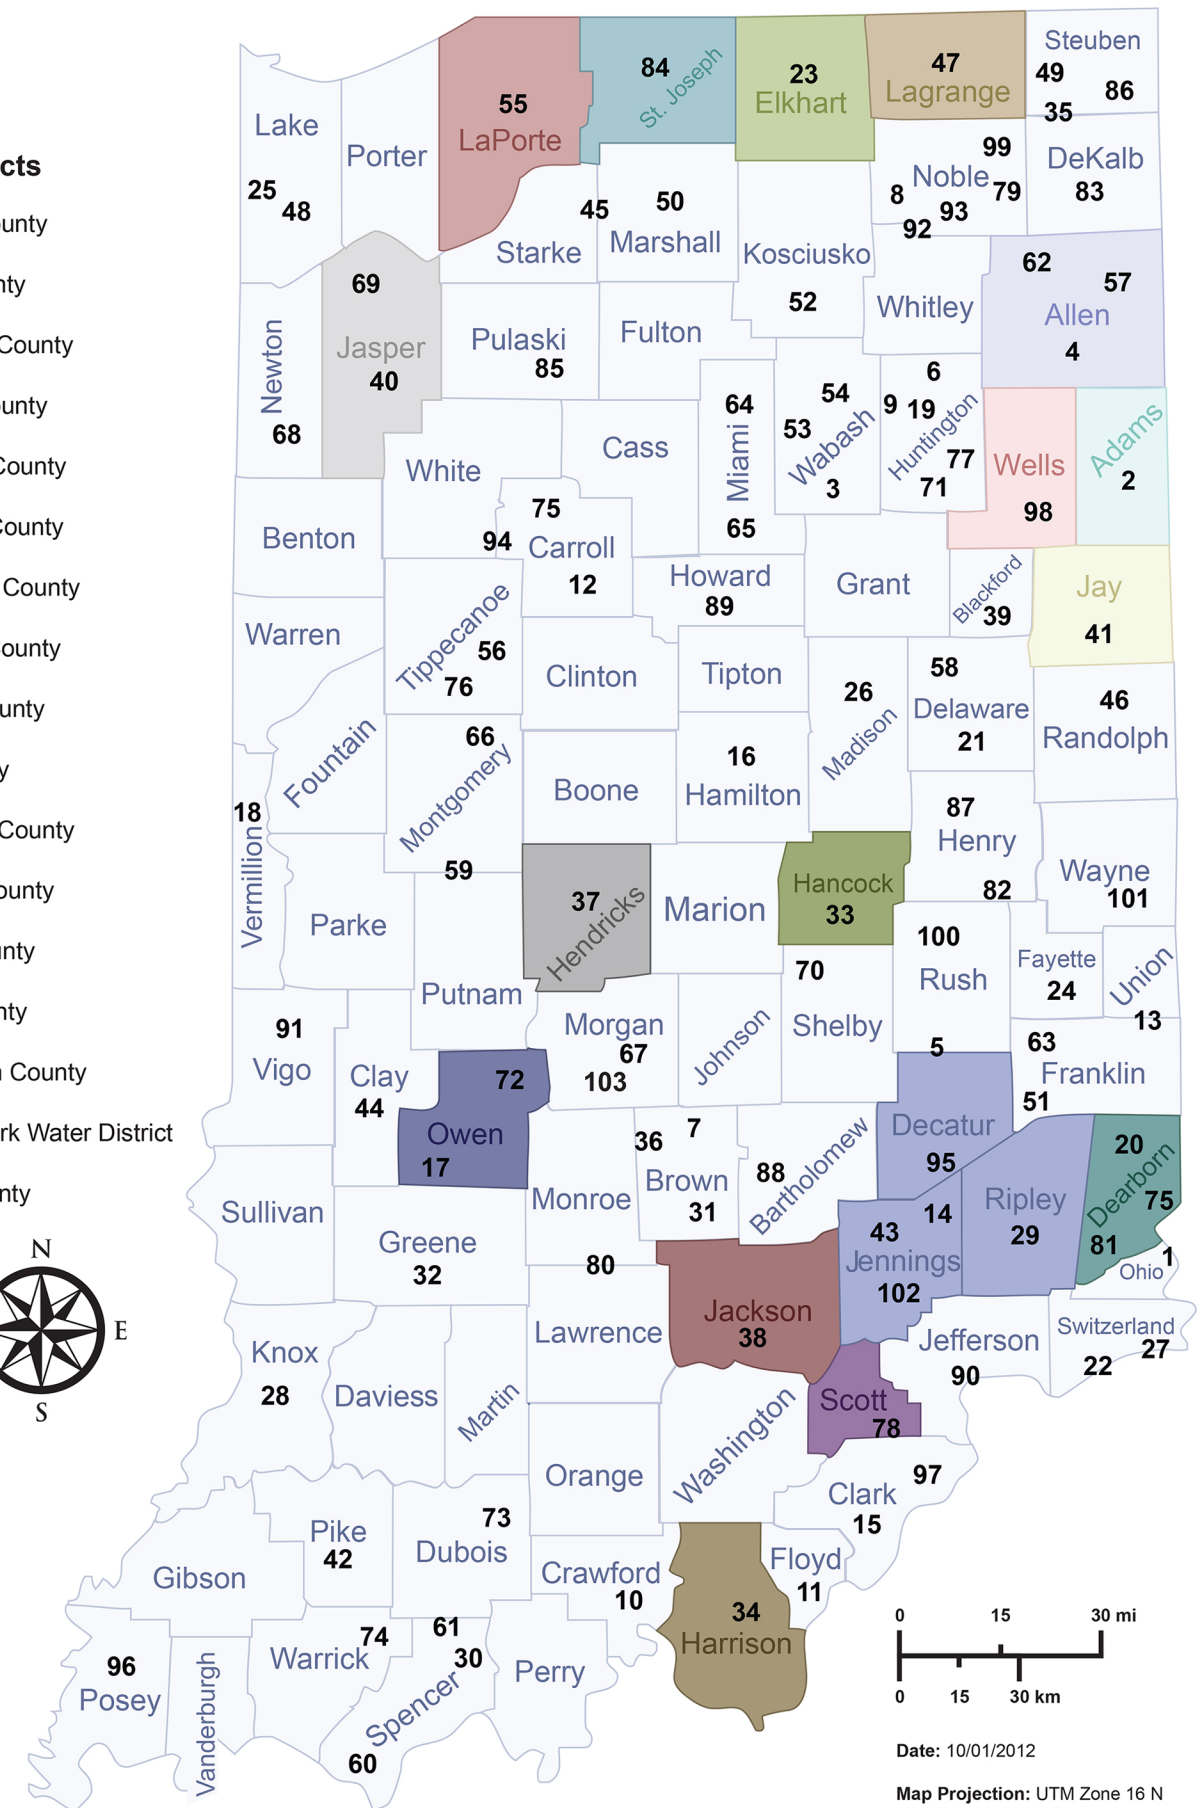 cts
ounty
nty
County
ounty
County
County
County
ounty
unty
y
County
ounty
unty
nty
n County
rk Water District
nty
N
E
S
Steuben
49
86
35
84
St. Joseph
23
Elkhart
47
Lagrange
55
LaPorte
Lake
Porter
25
48
99
Noble
8
79
93
92
DeKalb
83
45
50
Marshall
Starke
Kosciusko
52
62
57
Allen
4
Whitley
69
Jasper
40
Newton
68
Pulaski
85
Fulton
6
9
19
Huntington
77
71
54
53
Wabash
3
64
Miami
65
Cass
White
94
Wells
98
Adams
2
Benton
75
Carroll
12
Howard
89
Grant
Blackford
39
Jay
41
Warren
Tippecanoe
56
76
Clinton
Tipton
26
Madison
58
Delaware
21
46
Randolph
Fountain
66
Montgomery
59
Boone
16
Hamilton
18
Vermillion
87
Henry
82
Wayne
101
Parke
37
Hendricks
Marion
Hancock
33
100
Rush
5
Fayette
24
Union
13
Putnam
70
Shelby
91
Vigo
Clay
44
Morgan
67
103
Johnson
63
Franklin
51
72
Owen
17
Decatur
95
20
Dearborn
75
81
36
7
Brown
31
88
Bartholomew
Sullivan
Monroe
80
Greene
32
43
14
Jennings
102
Ripley
29
1
Ohio
Jackson
38
Lawrence
Switzerland
27
22
Jefferson
90
Knox
28
Daviess
Martin
Scott
78
Washington
Orange
97
Clark
15
Pike
42
73
Dubois
Gibson
Crawford
10
Floyd
11
34
Harrison
96
Posey
Vanderburgh
74
Warrick
61
30
Spencer
60
Perry
0 15 30 mi
0 15 30 km
Date: 10/01/2012
Map Projection: UTM Zone 16 N